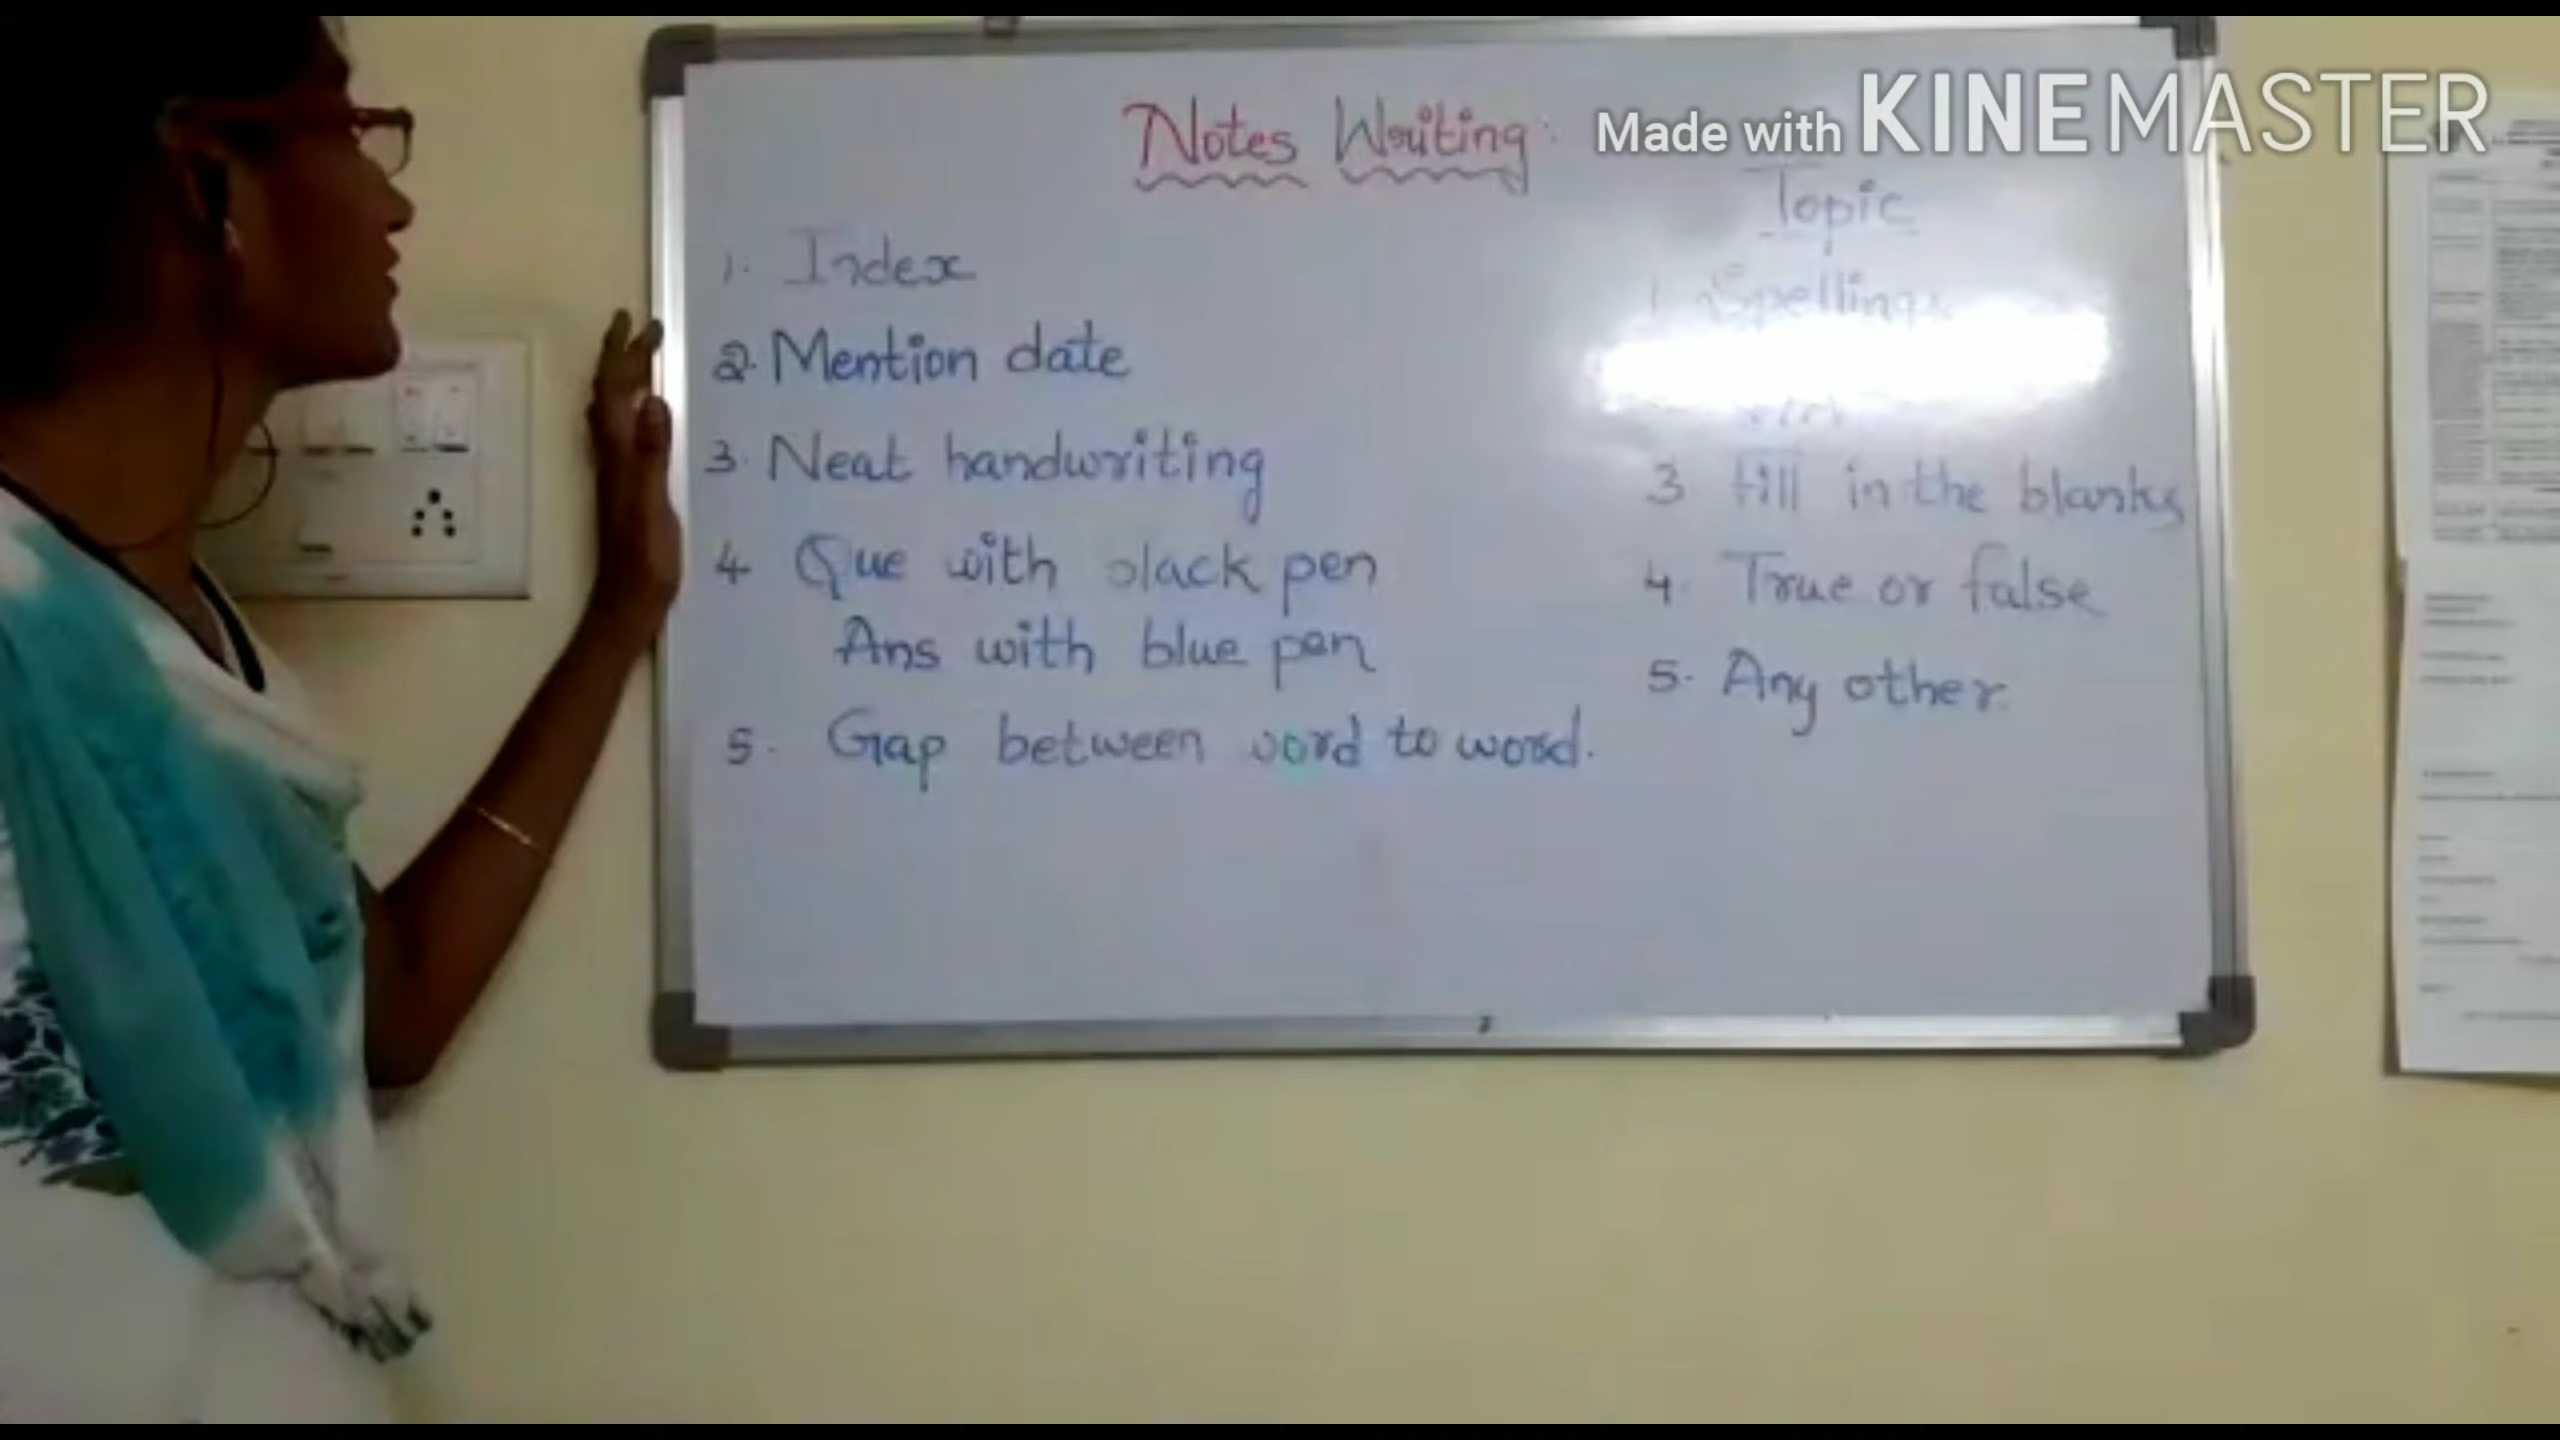 Made with KINEMASTER
Notes Writing:
1. Index
2. Mention date
3. Neat handwriting
4 Que with black pen
Ans with blue pen
5. Gap between word to word.
Topic
1. Spellings
3 fill in the blanks
4. True or false
5. Any other.